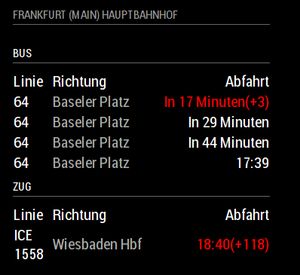 FRANKFURT (MAIN) HAUPTBAHNHOF
BUS
Linie Richtung Abfahrt
64 Baseler Platz In 17 Minuten(+3)
64 Baseler Platz In 29 Minuten
64 Baseler Platz In 44 Minuten
64 Baseler Platz 17:39
ZUG
Linie Richtung Abfahrt
ICE 1558 Wiesbaden Hbf 18:40(+118)